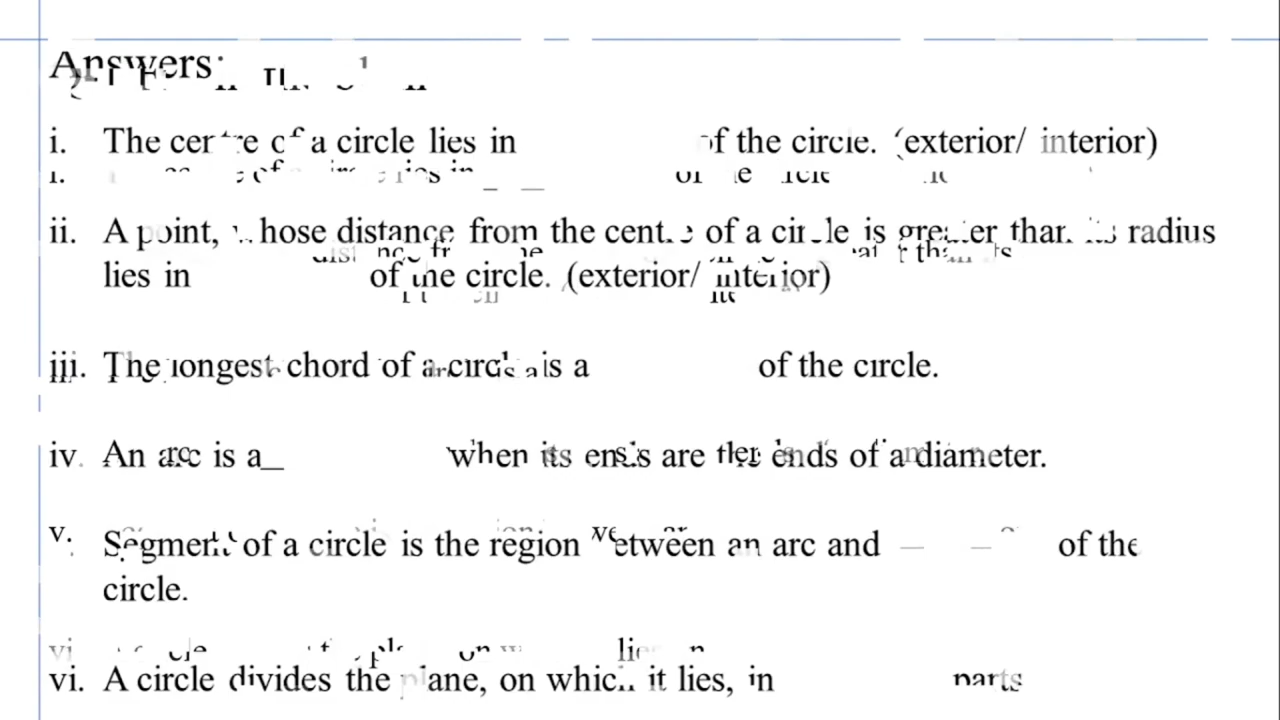 Answers:
i. The centre of a circle lies in of the circle. (exterior/ interior)
ii. A point, whose distance from the centre of a circle is greater than its radius
lies in of the circle. (exterior/ interior)
iii. The longest chord of a circle is a of the circle.
iv. An arc is a_ when its ends are the ends of a diameter.
v. Segment of a circle is the region between an arc and of the
circle.
vi. A circle divides the plane, on which it lies, in parts